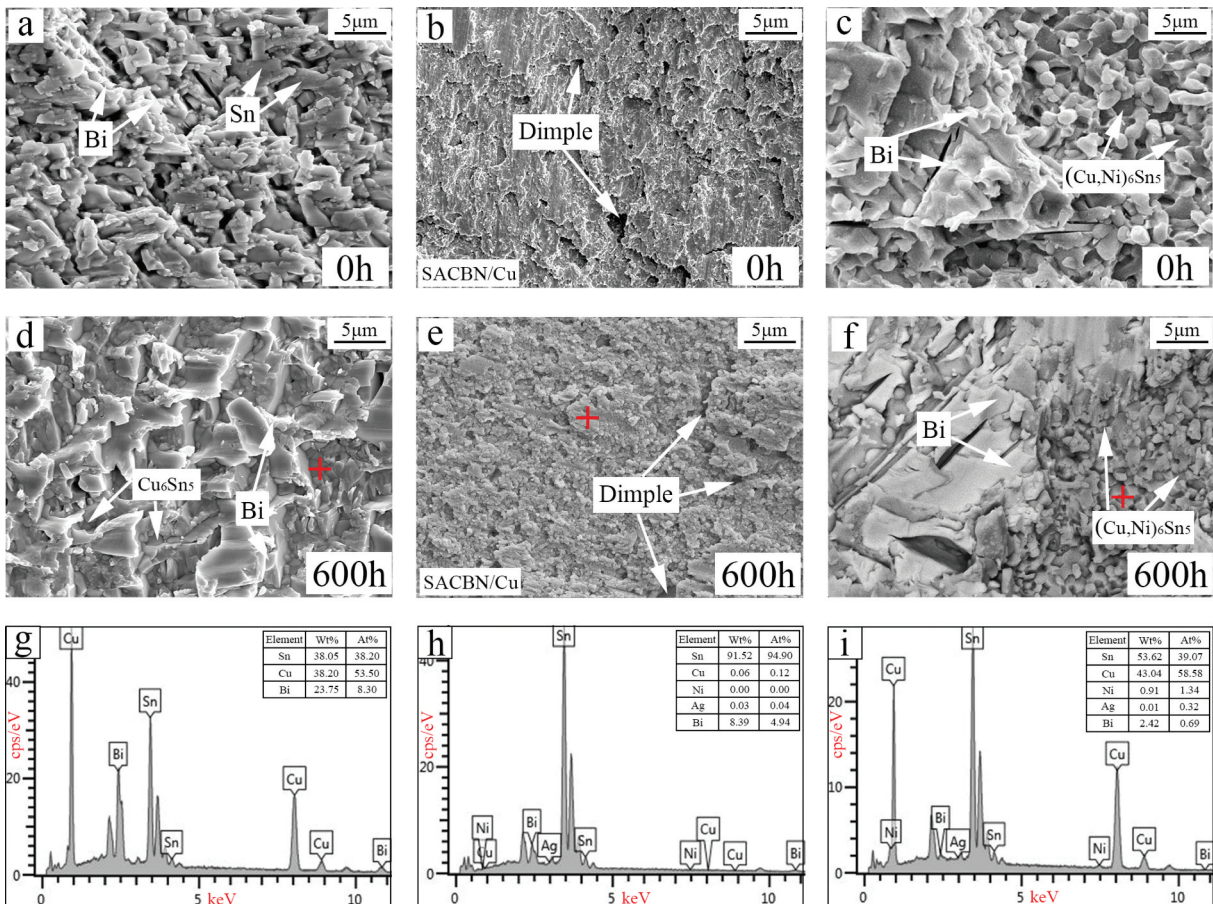 a
5μm
Bi
Sn
0h
b
5μm
Dimple
SACBN/Cu
0h
c
5μm
Bi
(Cu,Ni)6Sn5
0h
d
5μm
Cu6Sn5
Bi
600h
e
5μm
Dimple
SACBN/Cu
600h
f
5μm
Bi
(Cu,Ni)6Sn5
600h
g
Cu
Element Wt% At%
Sn 38.05 38.20
Cu 38.20 53.50
Bi 23.75 8.30
40
Sn
cps/eV
Bi
Cu
20
Sn
Cu
Bi
0
0 5 10
keV
h
Sn
Element Wt% At%
Sn 91.52 94.90
Cu 0.06 0.12
Ni 0.00 0.00
Ag 0.03 0.04
Bi 8.39 4.94
40
cps/eV
20
Ni
Bi
Cu
Cu
Ag
Sn
Ni
Cu
Bi
0
0 5 10
keV
i
Sn
Element Wt% At%
Sn 53.62 39.07
Cu 43.04 58.58
Ni 0.91 1.34
Ag 0.01 0.32
Bi 2.42 0.69
Cu
20
cps/eV
Cu
10
Bi
Ni
Ag
Sn
Ni
Cu
Bi
0
0 5 10
keV